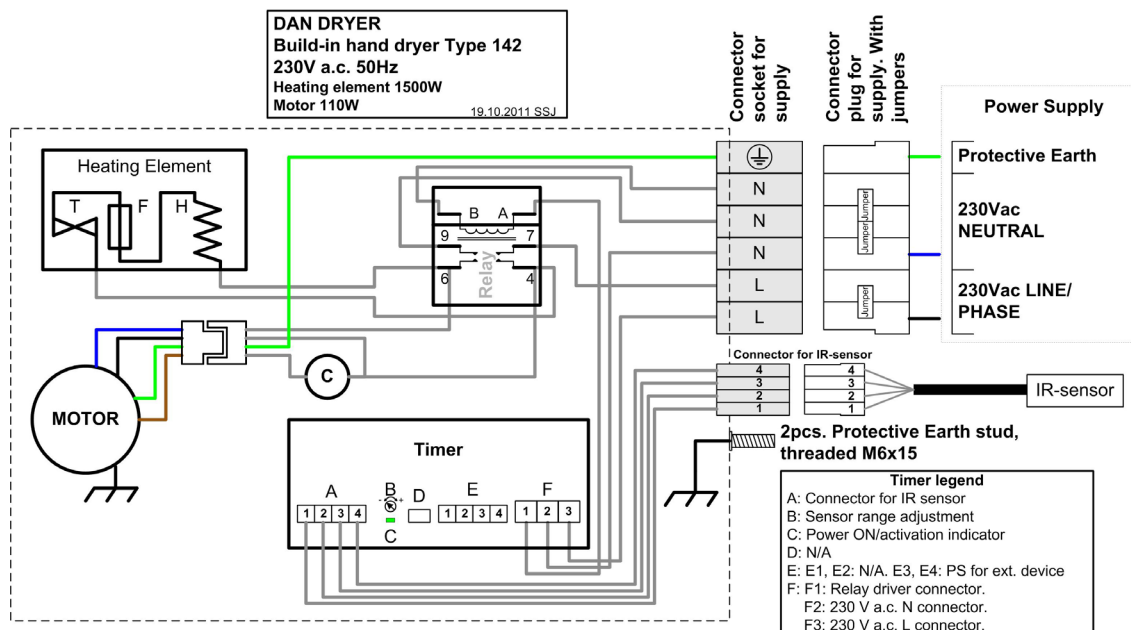 DAN DRYER
Build-in hand dryer Type 142
230V a.c. 50Hz
Heating element 1500W
Motor 110W
19.10.2011 SSJ
Connector
socket for
supply
Connector
plug for
supply. With
jumpers
Power Supply
Protective Earth
230Vac
NEUTRAL
230Vac LINE/
PHASE
N
N
N
L
L
Jumper
Jumper
Jumper
Heating Element
T
F
H
B
A
9
7
6
4
Relay
C
MOTOR
Connector for IR-sensor
4
3
2
1
4
3
2
1
IR-sensor
2pcs. Protective Earth stud,
threaded M6x15
Timer
A
B
D
E
F
- +
C
1 2 3 4
1 2 3 4
1 2 3
Timer legend
A: Connector for IR sensor
B: Sensor range adjustment
C: Power ON/activation indicator
D: N/A
E: E1, E2: N/A. E3, E4: PS for ext. device
F: F1: Relay driver connector.
F2: 230 V a.c. N connector.
F3: 230 V a.c. L connector.